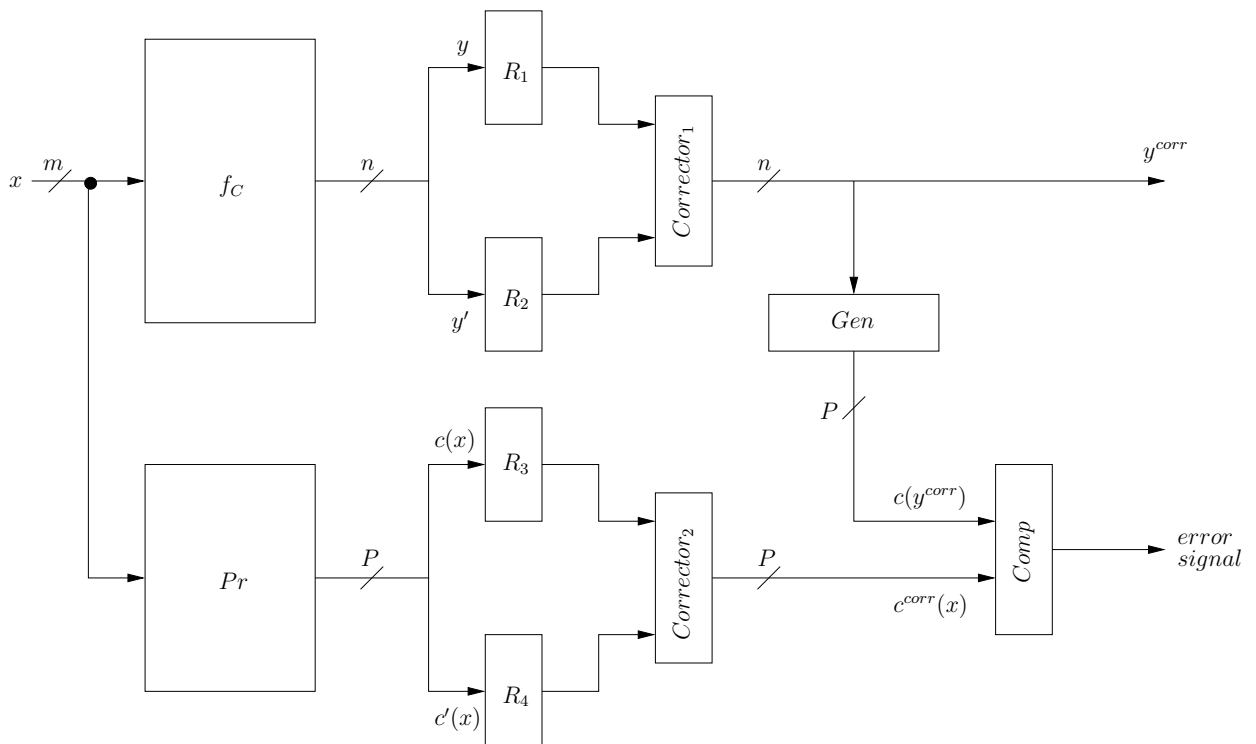 x
m
f_C
n
y
R_1
y'
R_2
Corrector_1
n
y^{corr}
Gen
P
Pr
P
c(x)
R_3
c'(x)
R_4
Corrector_2
P
c(y^{corr})
c^{corr}(x)
Comp
error
signal